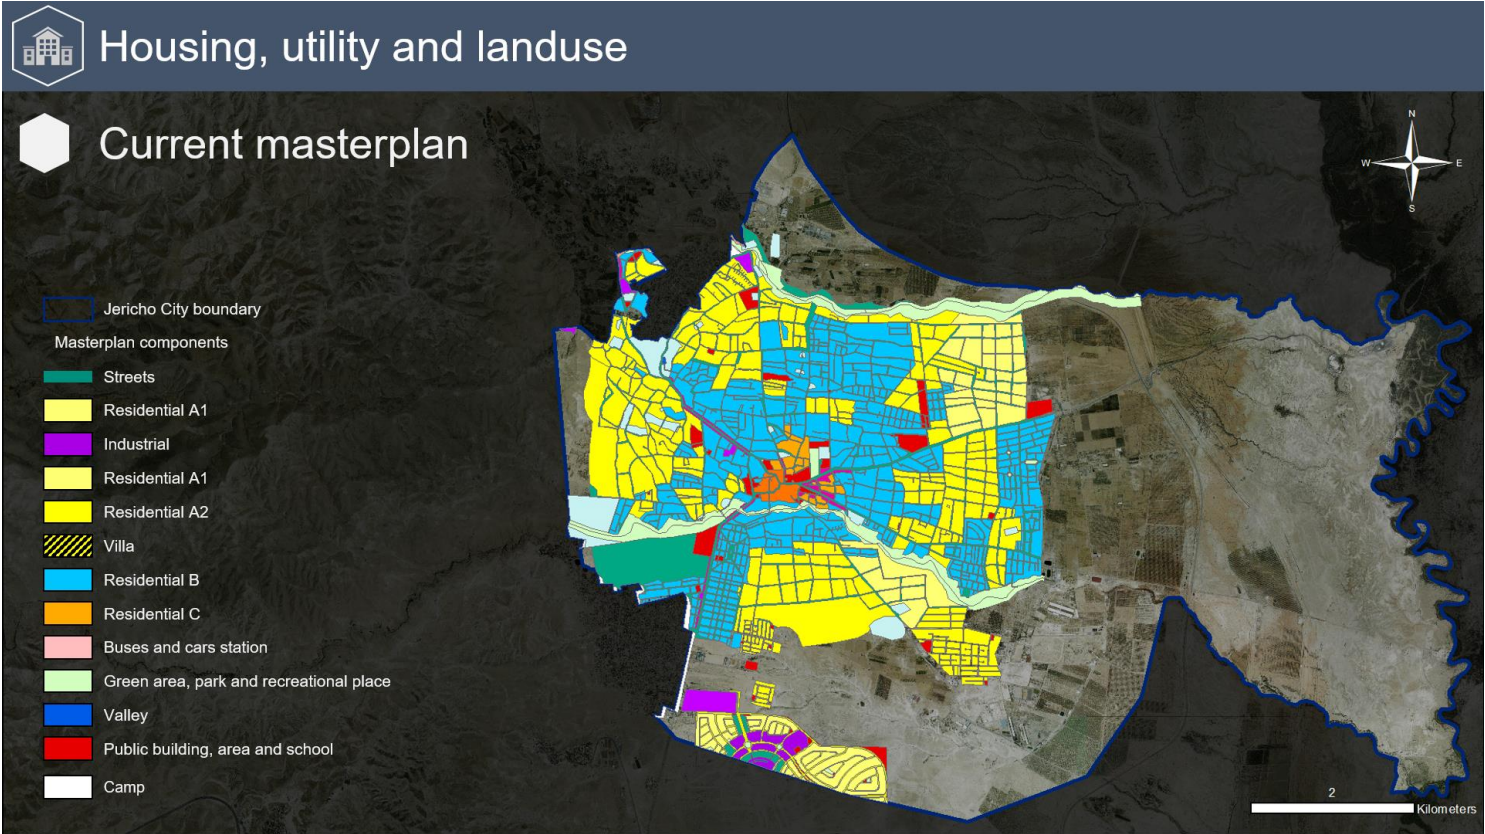 Housing, utility and landuse
Current masterplan
N
W
E
S
Jericho City boundary
Masterplan components
Streets
Residential A1
Industrial
Residential A1
Residential A2
Villa
Residential B
Residential C
Buses and cars station
Green area, park and recreational place
Valley
Public building, area and school
Camp
2
Kilometers